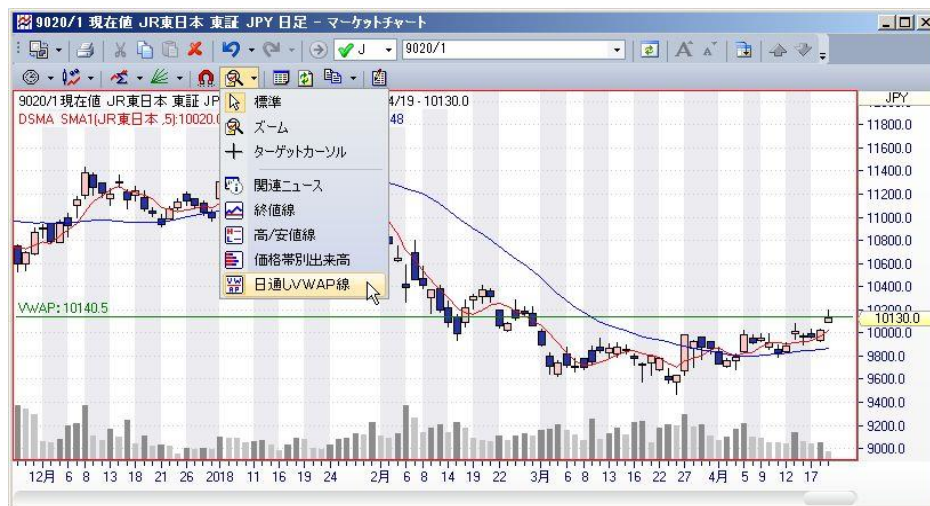 9020/1 現在値 JR東日本 東証 JPY 日足 - マーケットチャート
J
9020/1
9020/1 現在値 JR東日本 東証 JP
4/19 - 10130.0
JPY
DSMA SMA1(JR東日本 ,5):10020.0
48
標準
ズーム
ターゲットカーソル
関連ニュース
終値線
高/安値線
価格帯別出来高
日通しVWAP線
VWAP: 10140.5
11800.0
11600.0
11400.0
11200.0
11000.0
10800.0
10600.0
10400.0
10200.0
10130.0
10000.0
9800.0
9600.0
9400.0
9200.0
9000.0
12月 6 8 13 18 21 26 2018 11 16 19 24 2月 6 9 14 19 22 3月 6 8 13 16 22 27 4月 5 9 12 17